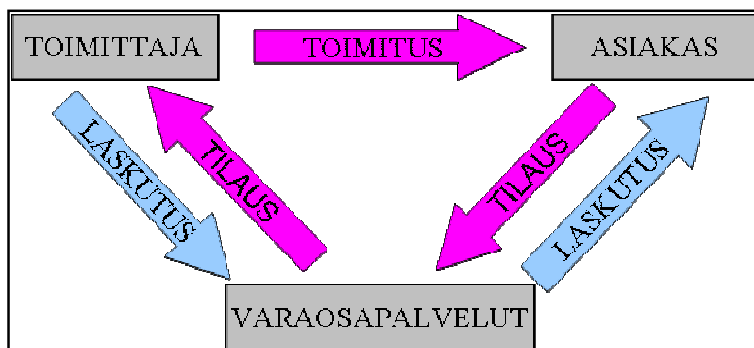 TOIMITTAJA
TOIMITUS
ASIAKAS
LASKUTUS
TILAUS
TILAUS
LASKUTUS
VARAOSAPALVELUT